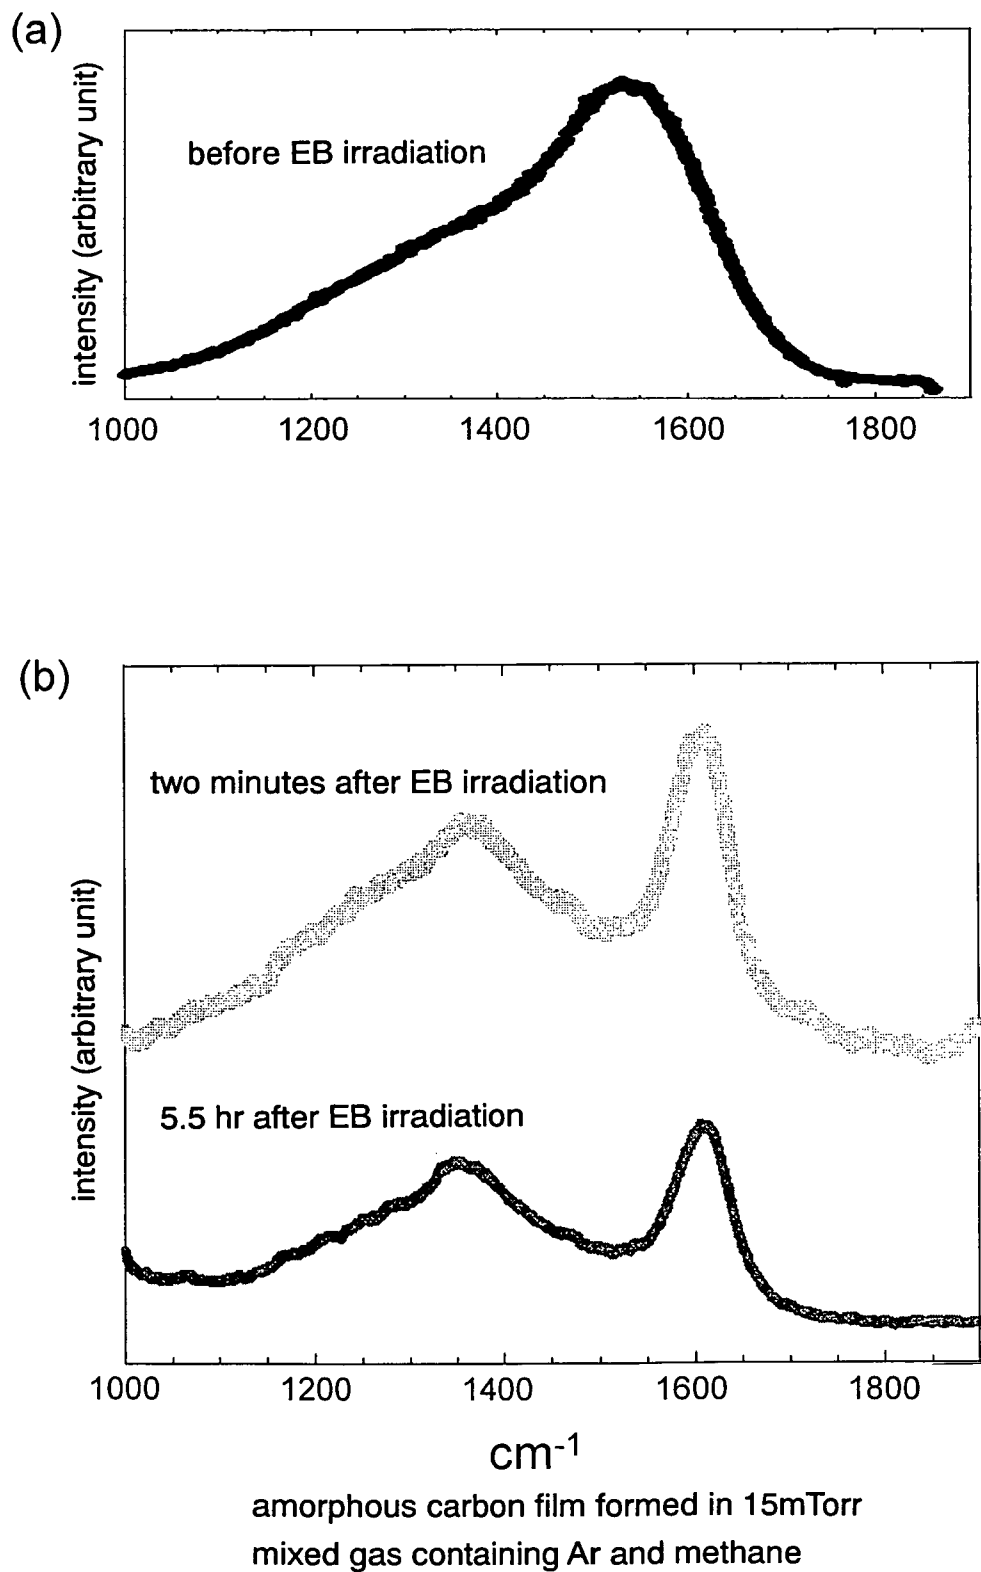 (a)
intensity (arbitrary unit)
before EB irradiation
1000 1200 1400 1600 1800
(b)
intensity (arbitrary unit)
two minutes after EB irradiation
5.5 hr after EB irradiation
1000 1200 1400 1600 1800
cm-1
amorphous carbon film formed in 15mTorr
mixed gas containing Ar and methane